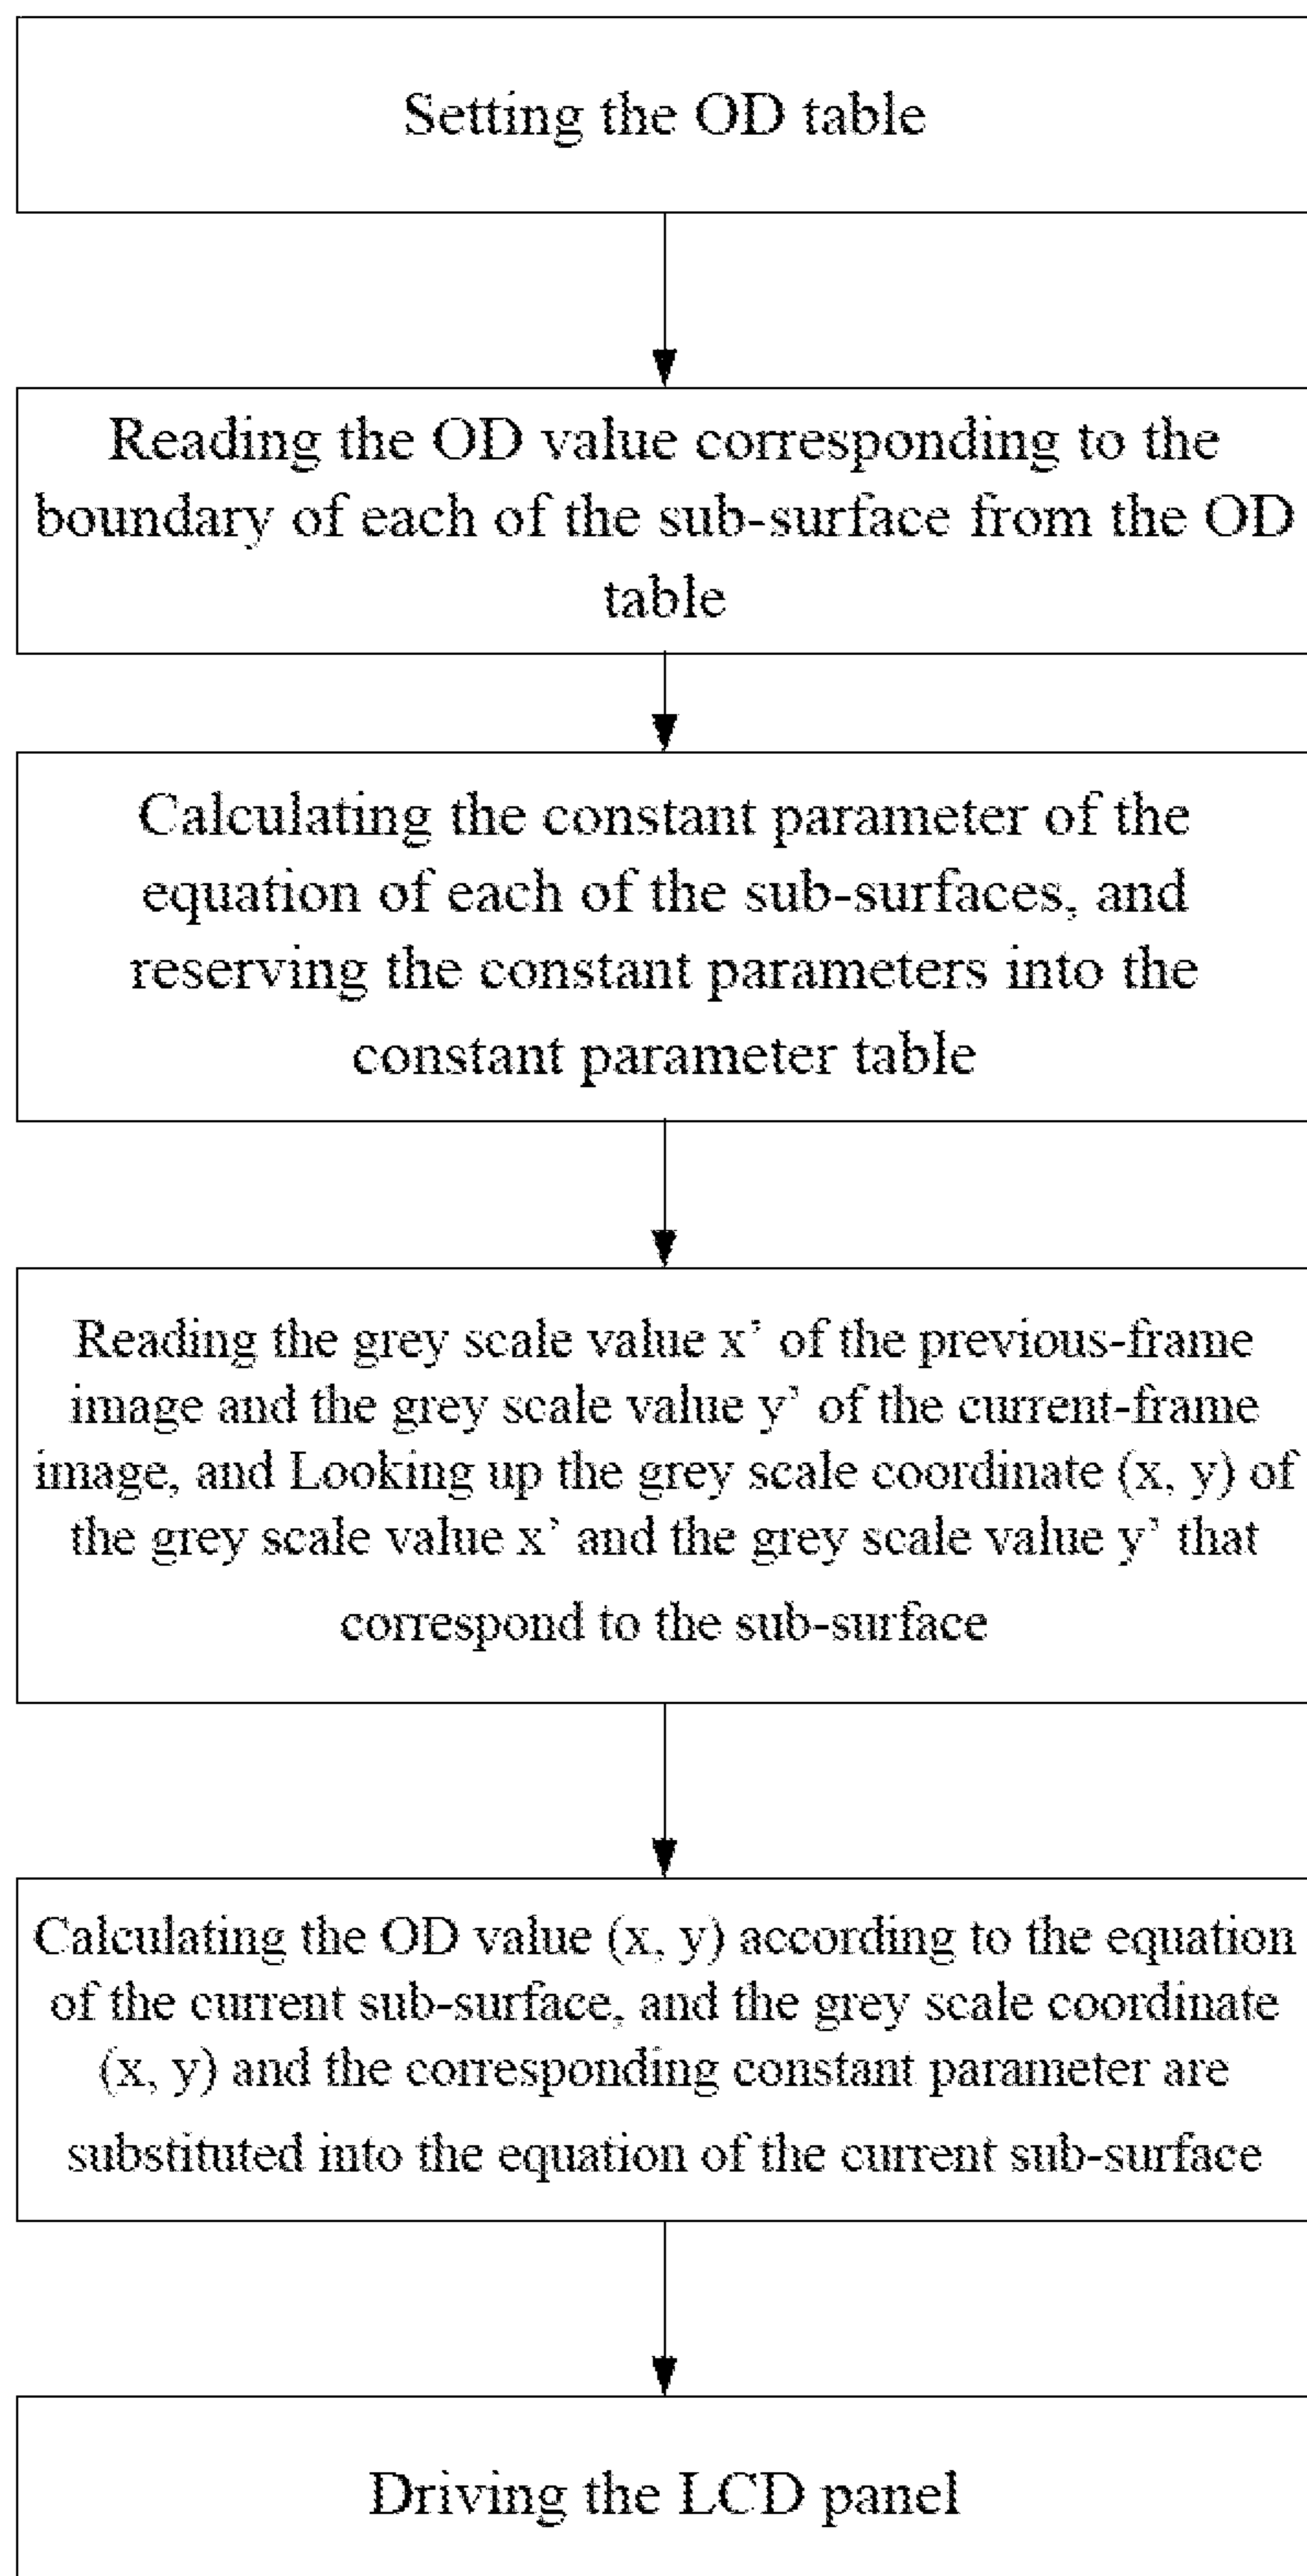 Setting the OD table
Reading the OD value corresponding to the
boundary of each of the sub-surface from the OD
table
Calculating the constant parameter of the
equation of each of the sub-surfaces, and
reserving the constant parameters into the
constant parameter table
Reading the grey scale value x’ of the previous-frame
image and the grey scale value y’ of the current-frame
image, and Looking up the grey scale coordinate (x, y) of
the grey scale value x’ and the grey scale value y’ that
correspond to the sub-surface
Calculating the OD value (x, y) according to the equation
of the current sub-surface, and the grey scale coordinate
(x, y) and the corresponding constant parameter are
substituted into the equation of the current sub-surface
Driving the LCD panel